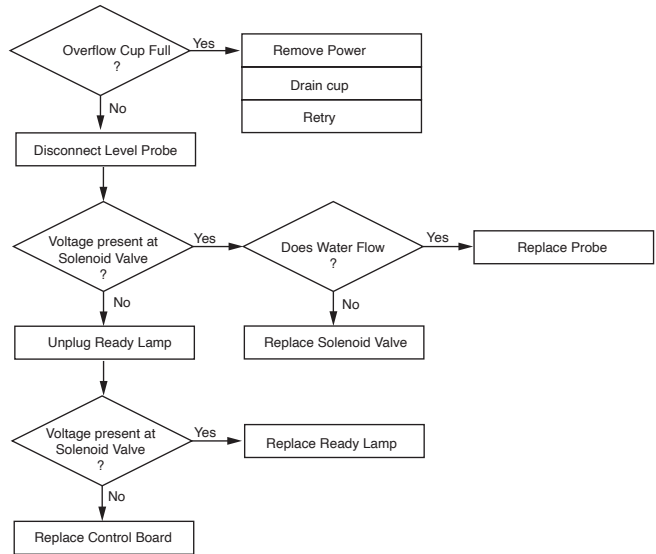 Overflow Cup Full
?
Yes
Remove Power
Drain cup
Retry
No
Disconnect Level Probe
Voltage present at
Solenoid Valve
?
Yes
Does Water Flow
?
Yes
Replace Probe
No
No
Unplug Ready Lamp
Replace Solenoid Valve
Voltage present at
Solenoid Valve
?
Yes
Replace Ready Lamp
No
Replace Control Board